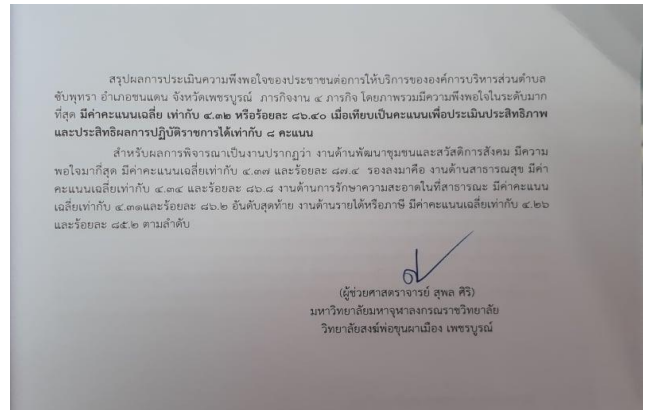 สรุปผลการประเมินความพึงพอใจของประชาชนต่อการให้บริการขององค์การบริหารส่วนตำบล
ซับพุทรา อำเภอชนแดน จังหวัดเพชรบูรณ์ ภารกิจงาน ๔ ภารกิจ โดยภาพรวมมีความพึงพอใจในระดับมาก
ที่สุด มีค่าคะแนนเฉลี่ย เท่ากับ ๔.๓๒ หรือร้อยละ ๘๖.๔๐ เมื่อเทียบเป็นคะแนนเพื่อประเมินประสิทธิภาพ
และประสิทธิผลการปฏิบัติราชการได้เท่ากับ ๘ คะแนน
สำหรับผลการพิจารณาเป็นงานปรากฏว่า งานด้านพัฒนาชุมชนและสวัสดิการสังคม มีความ
พอใจมาที่สุด มีค่าคะแนนเฉลี่ยเท่ากับ ๔.๓๗ และร้อยละ ๘๗.๔ รองลงมาคือ งานด้านสาธารณสุข มีค่า
คะแนนเฉลี่ยเท่ากับ ๔.๓๔ และร้อยละ ๘๖.๘ งานด้านการรักษาความสะอาดในที่สาธารณะ มีค่าคะแนน
เฉลี่ยเท่ากับ ๔.๓๑และร้อยละ ๘๖.๒ อันดับสุดท้าย งานด้านรายได้หรือภาษี มีค่าคะแนนเฉลี่ยเท่ากับ ๔.๒๖
และร้อยละ ๘๕.๒ ตามลำดับ
(ผู้ช่วยศาสตราจารย์ สุพล ศิริ)
มหาวิทยาลัยมหาจุฬาลงกรณราชวิทยาลัย
วิทยาลัยสงฆ์พ่อขุนผาเมือง เพชรบูรณ์